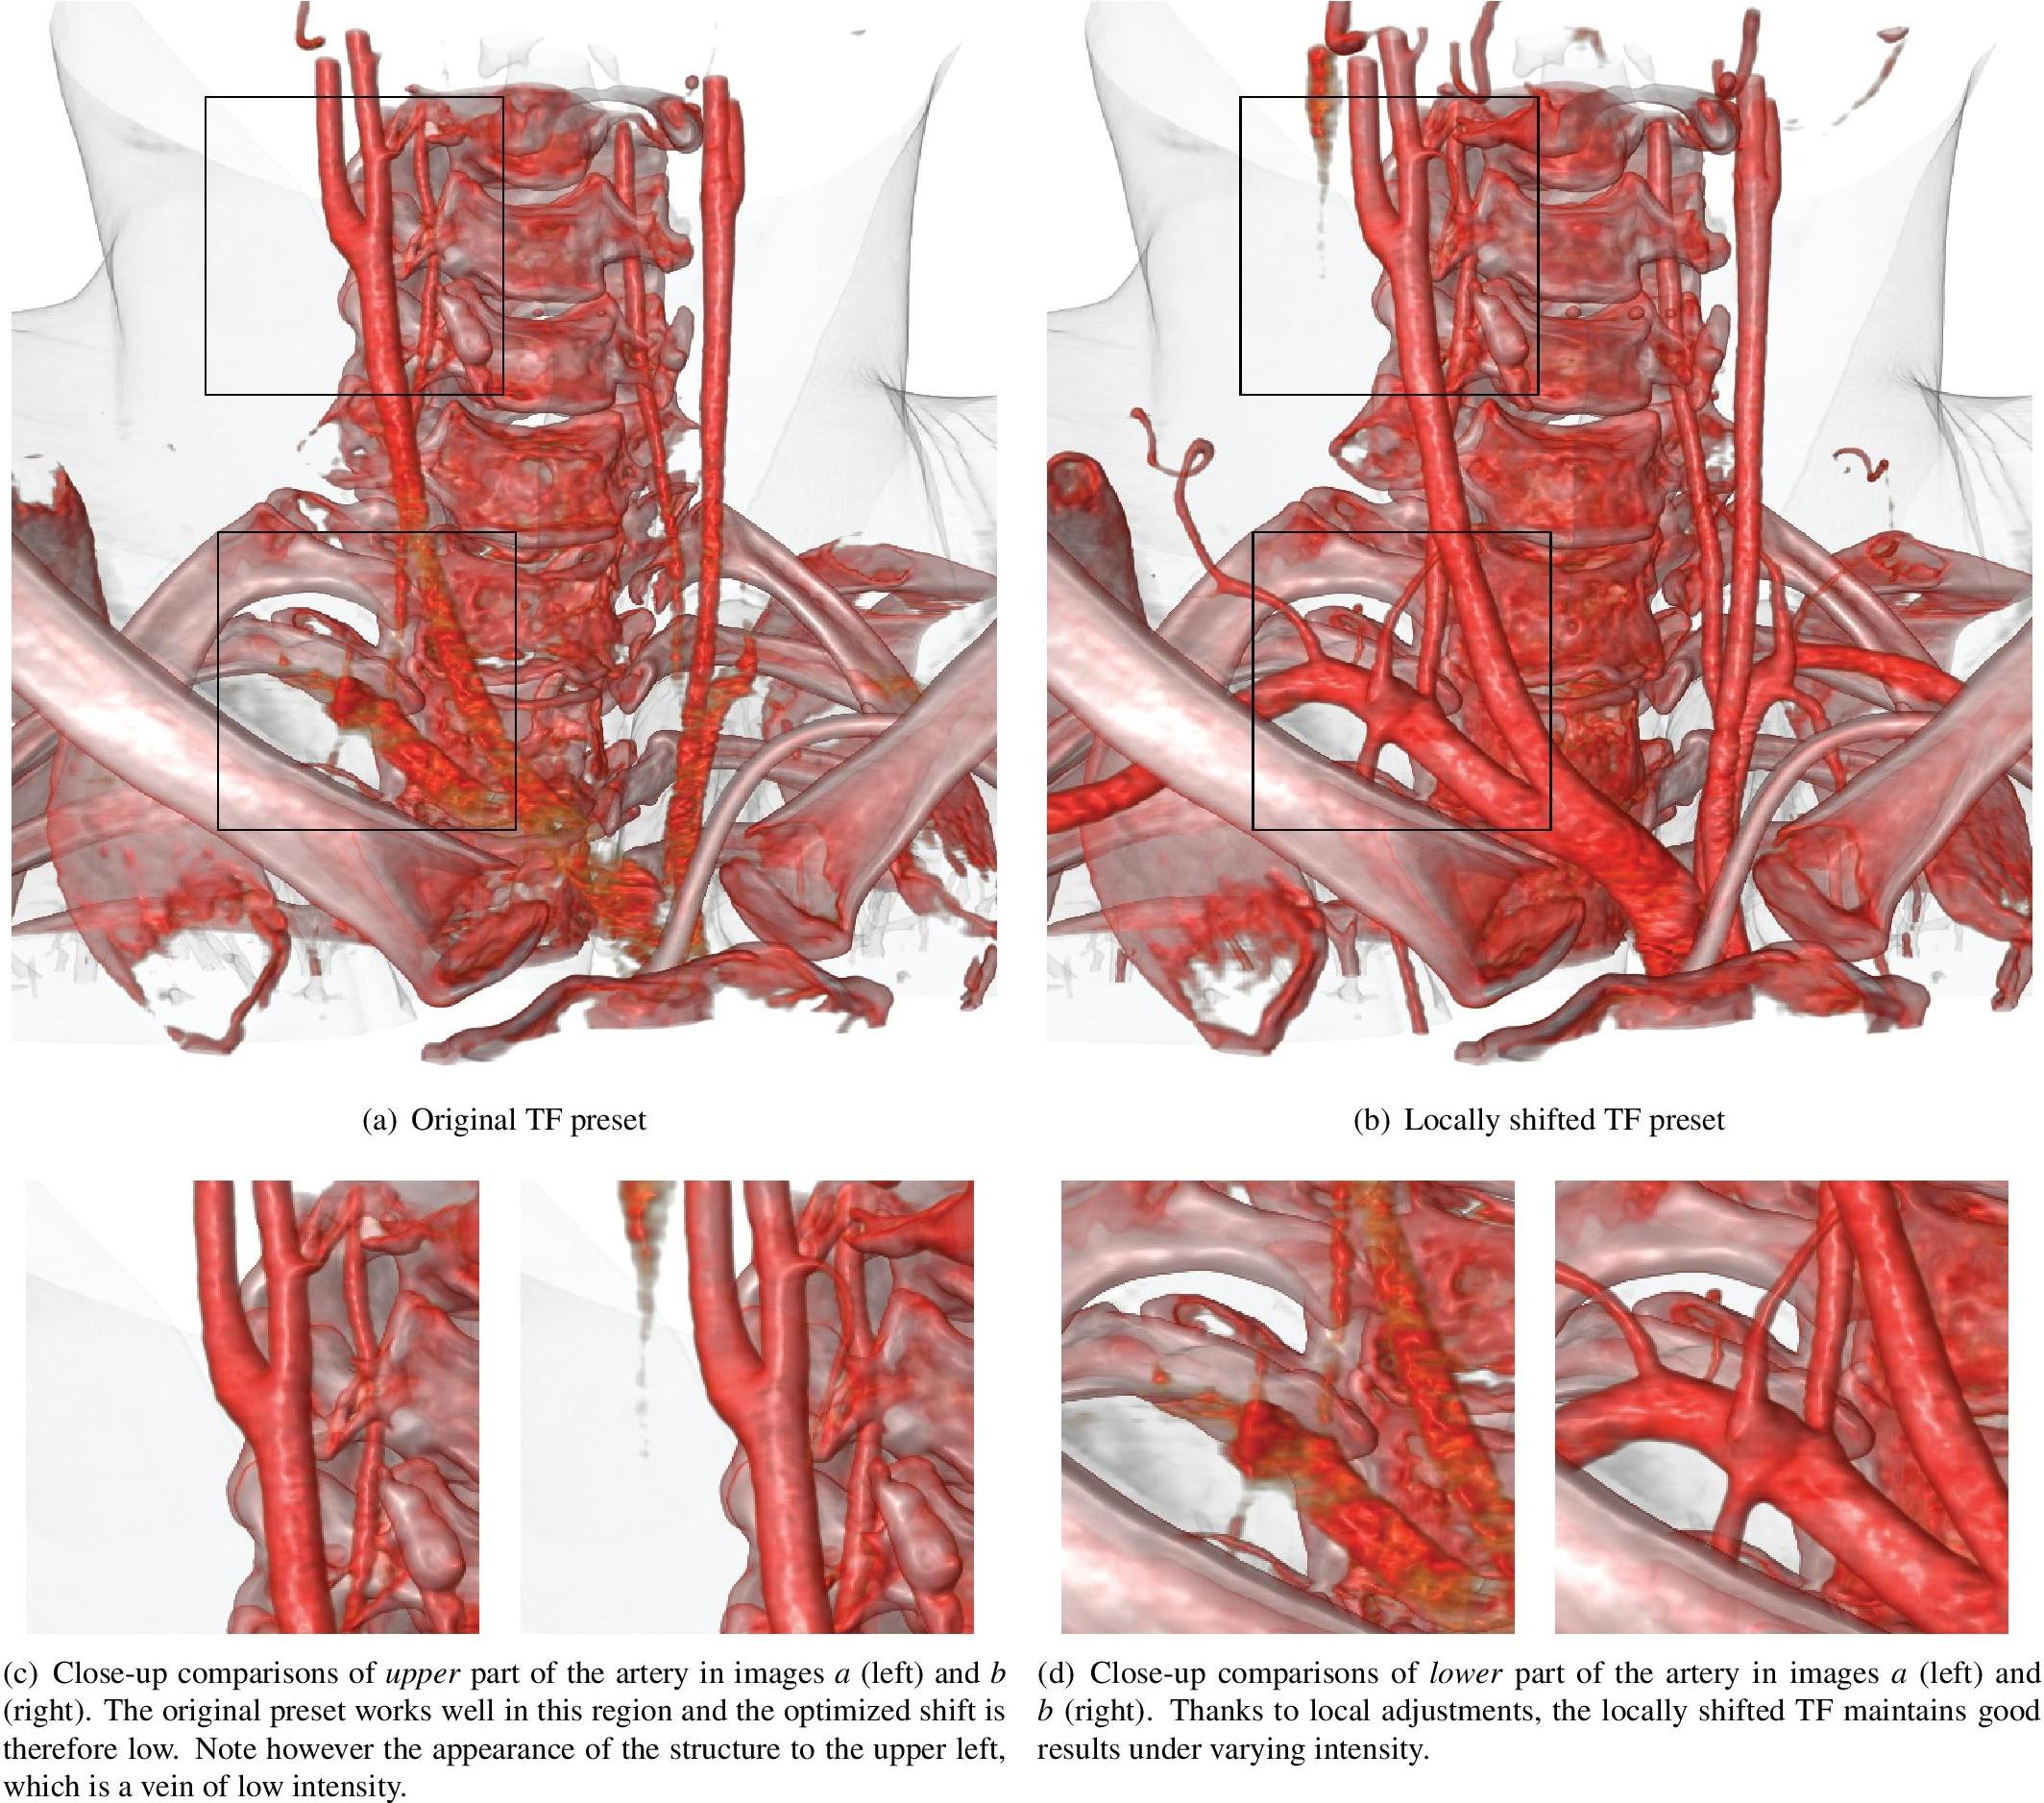 (a) Original TF preset
(b) Locally shifted TF preset
(c) Close-up comparisons of upper part of the artery in images a (left) and b
(right). The original preset works well in this region and the optimized shift is
therefore low. Note however the appearance of the structure to the upper left,
which is a vein of low intensity.
(d) Close-up comparisons of lower part of the artery in images a (left) and
b (right). Thanks to local adjustments, the locally shifted TF maintains good
results under varying intensity.